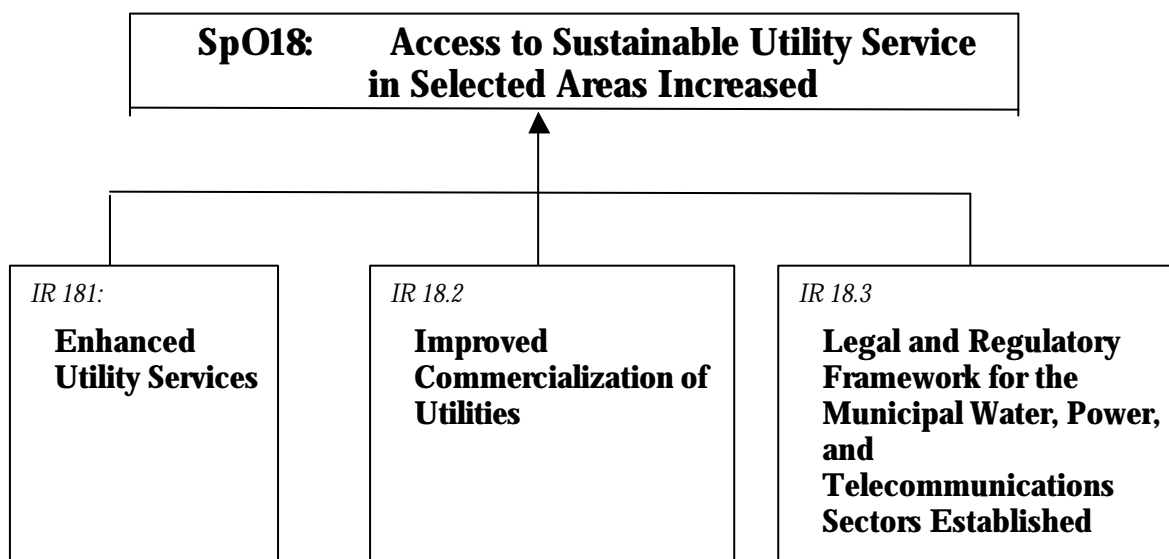 SpO18: Access to Sustainable Utility Service
in Selected Areas Increased
IR 181:
Enhanced
Utility Services
IR 18.2
Improved
Commercialization of
Utilities
IR 18.3
Legal and Regulatory
Framework for the
Municipal Water, Power,
and
Telecommunications
Sectors Established